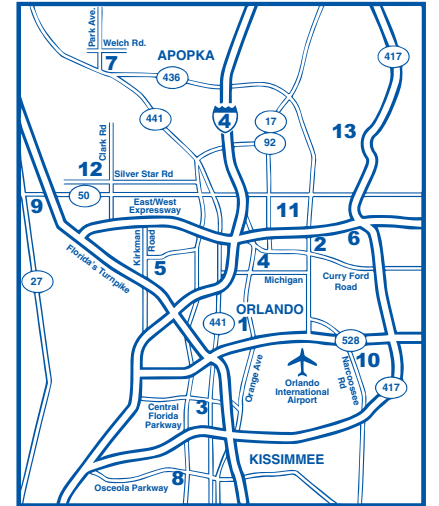 Park Ave.
Welch Rd.
7
APOPKA
436
417
441
4
17
92
13
Clark Rd
12
Silver Star Rd
50
9
East/West
Expressway
11
Kirkman
Road
2
6
Florida's Turnpike
5
4
Michigan
Curry Ford
Road
27
ORLANDO
441
1
528
Orange Ave
10
Narcoossee
Rd
Orlando
International
Airport
417
Central
Florida
Parkway
3
KISSIMMEE
8
Osceola Parkway